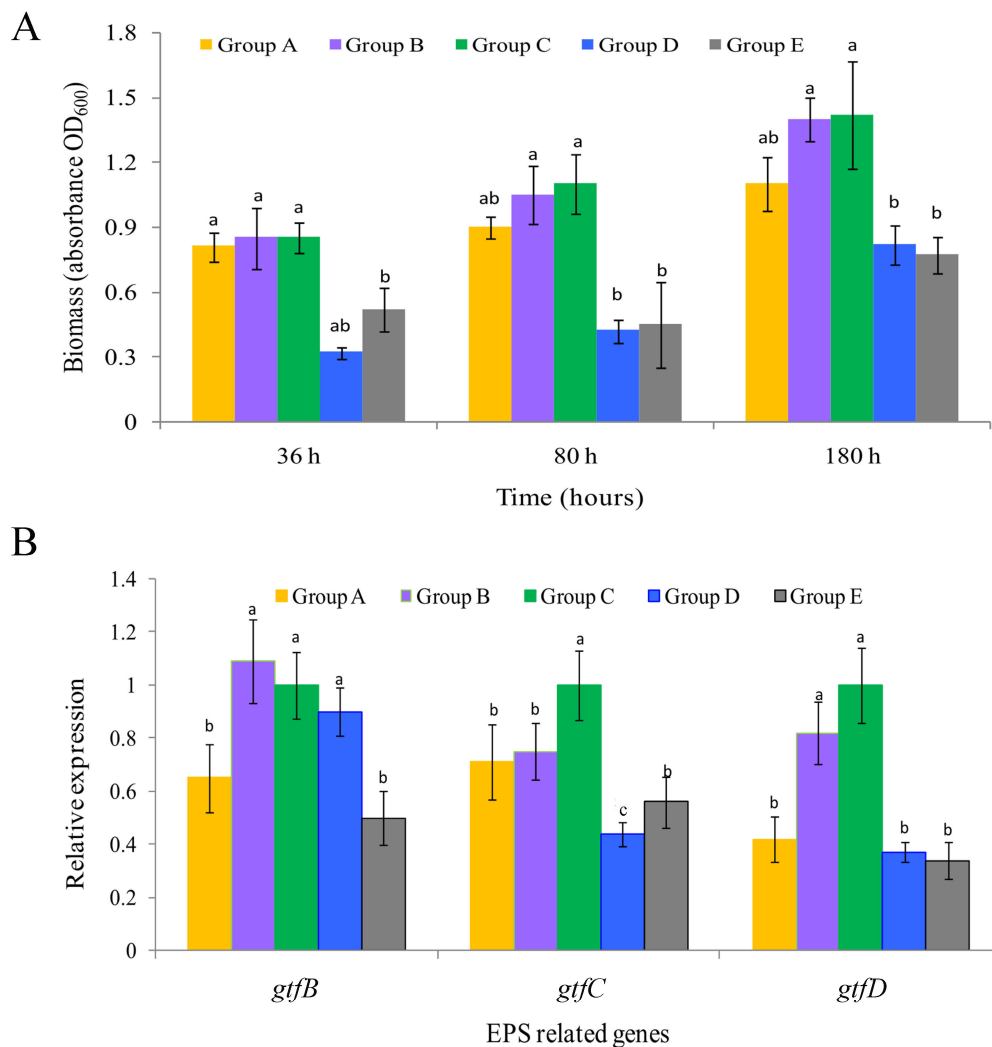 A
1.8
1.5
1.2
0.9
0.6
0.3
0
Biomass (absorbance OD600)
Group A Group B Group C Group D Group E
a a a ab b
ab a a b b
ab a a b b
36 h 80 h 180 h
Time (hours)
B
1.4
1.2
1
0.8
0.6
0.4
0.2
0
Relative expression
Group A Group B Group C Group D Group E
b a a a b
b b a c b
b a a b b
gtfB gtfC gtfD
EPS related genes